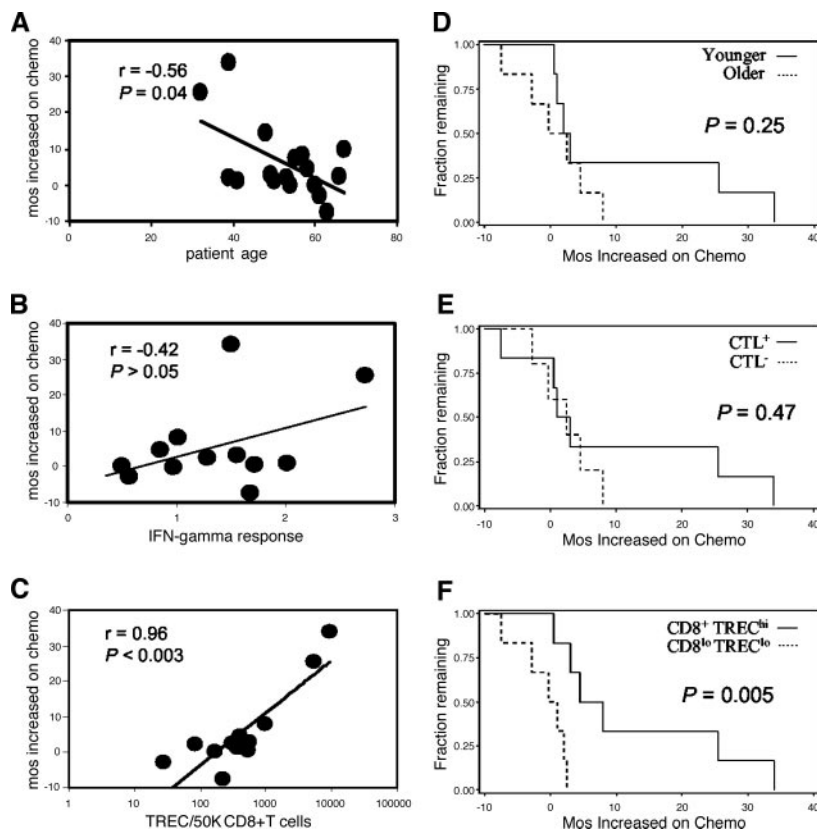 A
mos increased on chemo
40
30
20
10
0
-10
r = -0.56
P = 0.04
0
20
40
60
80
patient age
B
mos increased on chemo
40
30
20
10
0
-10
r = -0.42
P > 0.05
0
1
2
3
IFN-gamma response
C
mos increased on chemo
40
30
20
10
0
-10
r = 0.96
P < 0.003
1
10
100
1000
10000
100000
TREC/50K CD8+T cells
D
Fraction remaining
1.00
0.75
0.50
0.25
0.00
Younger
Older
P = 0.25
-10
0
10
20
30
40
Mos Increased on Chemo
E
Fraction remaining
1.00
0.75
0.50
0.25
0.00
CTL+
CTL-
P = 0.47
-10
0
10
20
30
40
Mos Increased on Chemo
F
Fraction remaining
1.00
0.75
0.50
0.25
0.00
CD8+ TREChi
CD8lo TREClo
P = 0.005
-10
0
10
20
30
40
Mos Increased on Chemo